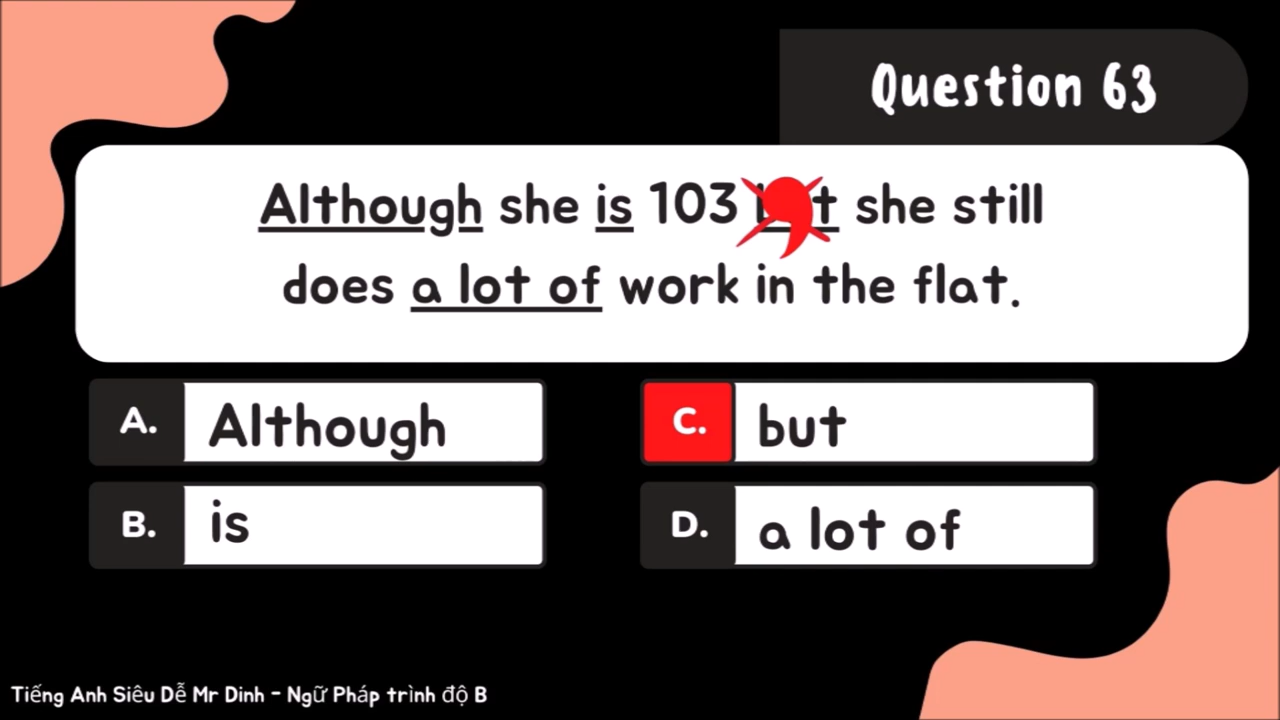 Question 63
Although she is 103 but she still
does a lot of work in the flat.
A. Although
C. but
B. is
D. a lot of
Tiếng Anh Siêu Dễ Mr Dinh - Ngữ Pháp trình độ B